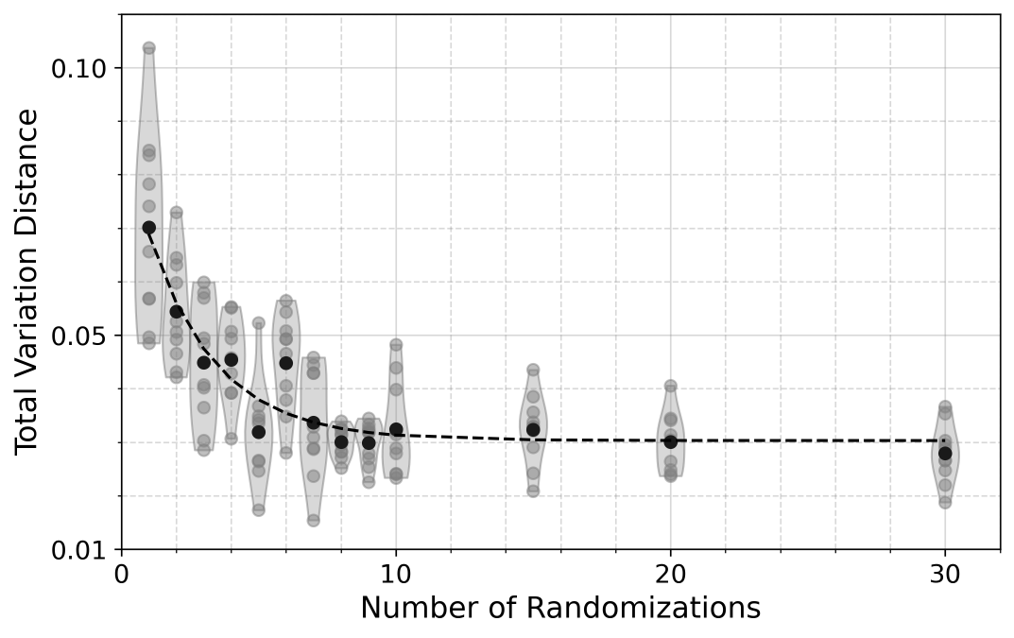 Total Variation Distance
0.10
0.05
0.01
0 10 20 30
Number of Randomizations